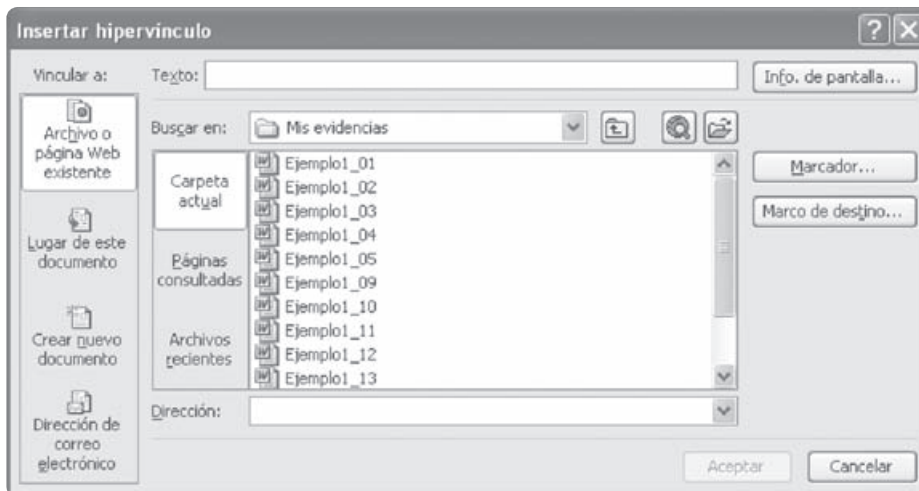 Insertar hipervínculo
Vincular a:
Texto:
Info. de pantalla...
Archivo o
página Web
existente
Buscar en:
Mis evidencias
Carpeta
actual
Ejemplo1_01
Ejemplo1_02
Ejemplo1_03
Ejemplo1_04
Ejemplo1_05
Ejemplo1_09
Ejemplo1_10
Ejemplo1_11
Ejemplo1_12
Ejemplo1_13
Marcador...
Marco de destino...
Lugar de este
documento
Páginas
consultadas
Crear nuevo
documento
Archivos
recientes
Dirección de
correo
electrónico
Dirección:
Aceptar
Cancelar